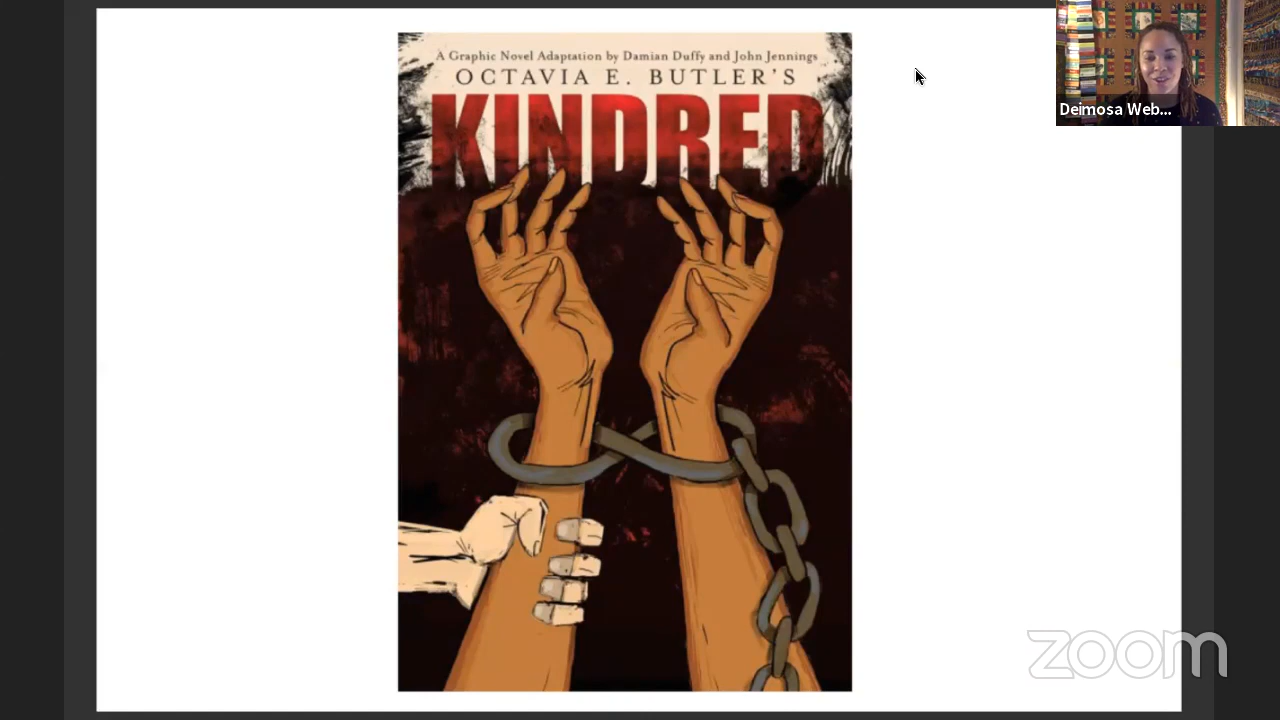 A Graphic Novel Adaptation by Damian Duffy and John Jennings
OCTAVIA E. BUTLER'S
KINDRED
Deimosa Web...
zoom